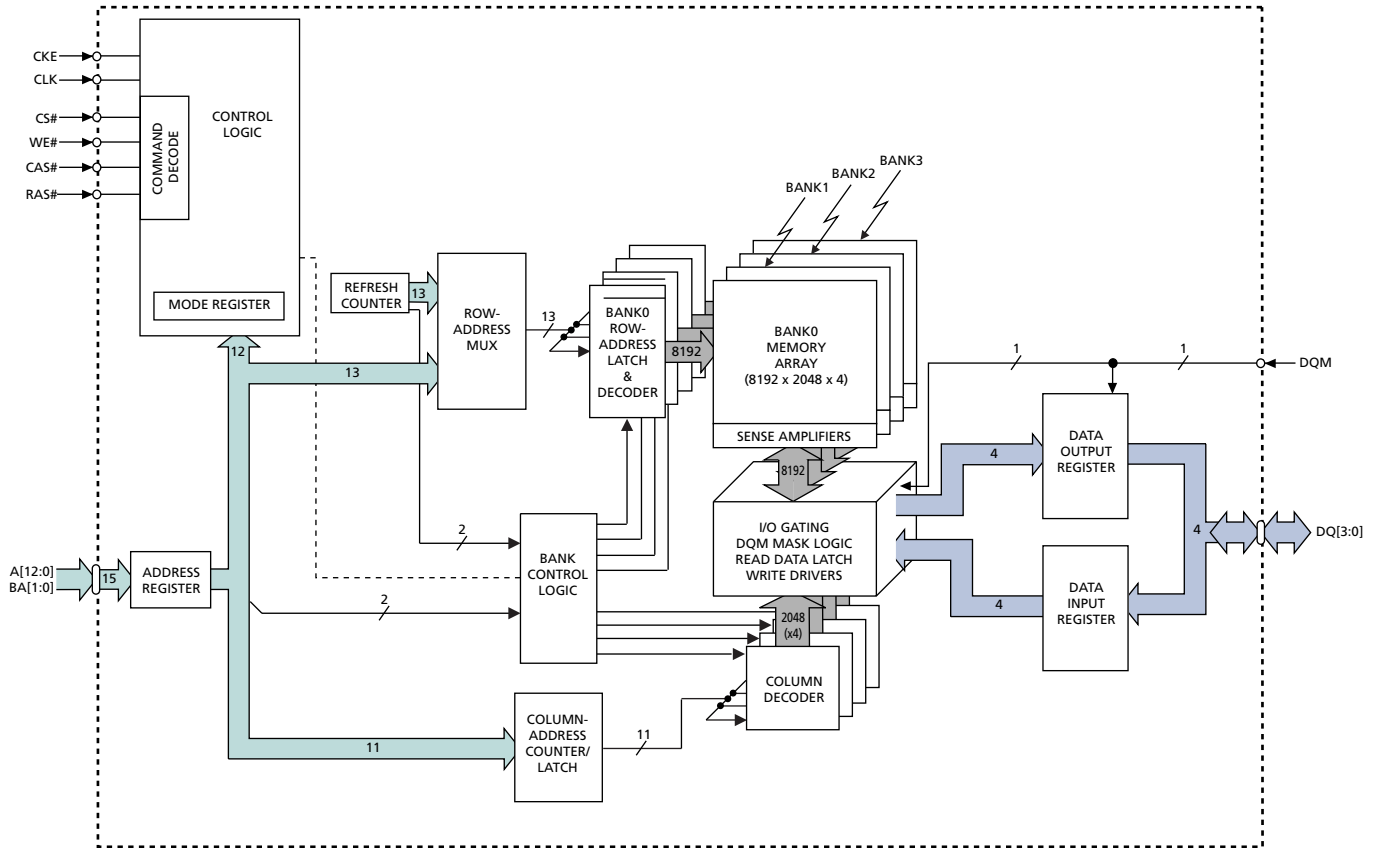 CKE
CLK
CS#
WE#
CAS#
RAS#
COMMAND
DECODE
CONTROL
LOGIC
MODE REGISTER
12
REFRESH
COUNTER
13
13
ROW-
ADDRESS
MUX
13
BANK0
ROW-
ADDRESS
LATCH
&
DECODER
8192
BANK1
BANK2
BANK3
BANK0
MEMORY
ARRAY
(8192 x 2048 x 4)
SENSE AMPLIFIERS
8192
I/O GATING
DQM MASK LOGIC
READ DATA LATCH
WRITE DRIVERS
2048
(x4)
COLUMN
DECODER
1
1
DQM
4
DATA
OUTPUT
REGISTER
4
DQ[3:0]
4
DATA
INPUT
REGISTER
A[12:0]
BA[1:0]
15
ADDRESS
REGISTER
2
2
BANK
CONTROL
LOGIC
11
COLUMN-
ADDRESS
COUNTER/
LATCH
11